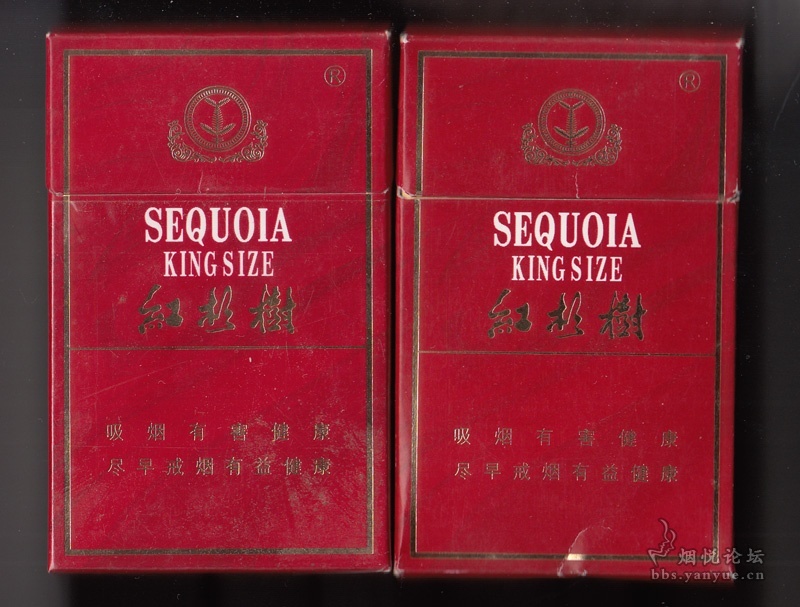 ®
SEQUOIA
KING SIZE
紅杉樹
吸烟有害健康
尽早戒烟有益健康
®
SEQUOIA
KING SIZE
紅杉樹
吸烟有害健康
尽早戒烟有益健康
烟悦论坛
bbs.yanyue.cn